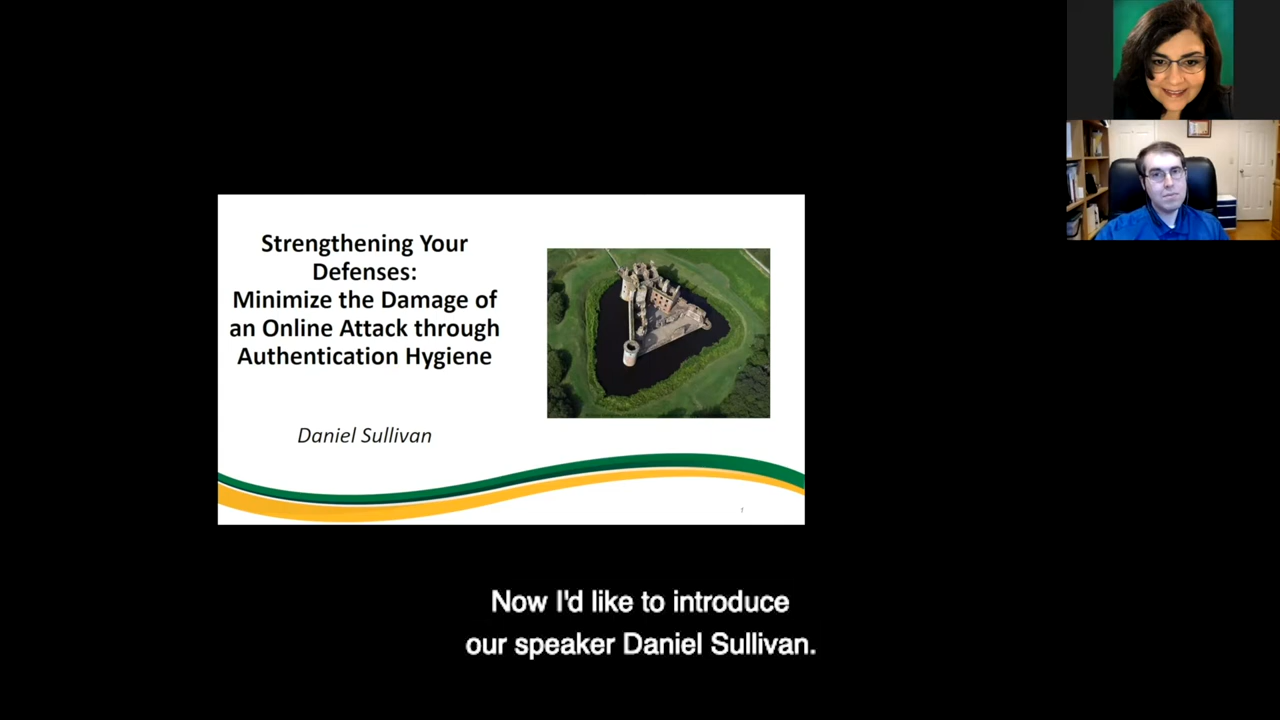 Strengthening Your
Defenses:
Minimize the Damage of
an Online Attack through
Authentication Hygiene
Daniel Sullivan
1
Now I'd like to introduce
our speaker Daniel Sullivan.